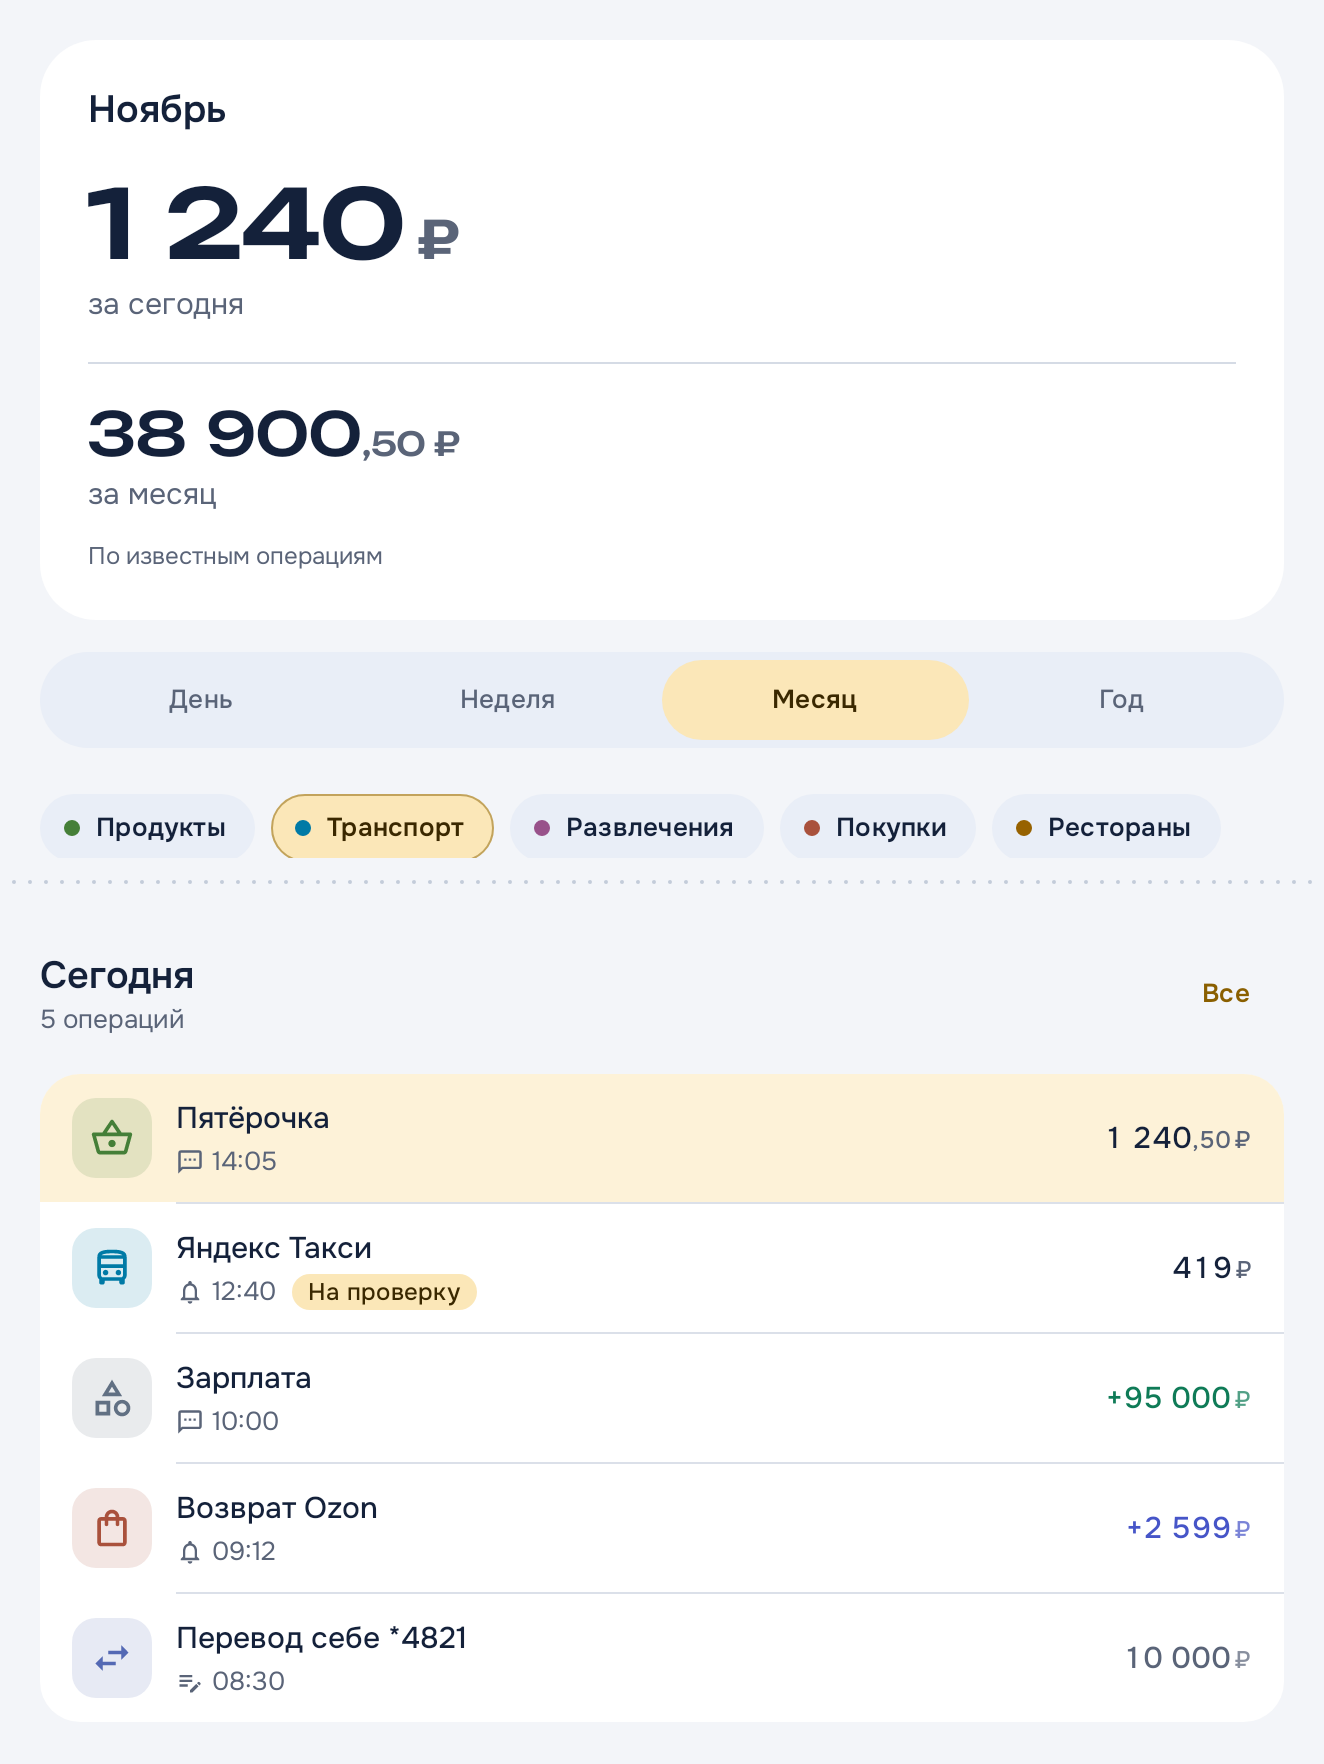 Ноябрь
1 240 ₽
за сегодня
38 900,50 ₽
за месяц
По известным операциям
День Неделя Месяц Год
Продукты Транспорт Развлечения Покупки Рестораны
Сегодня
5 операций
Все
Пятёрочка
14:05
1 240,50 ₽
Яндекс Такси
12:40 На проверку
419 ₽
Зарплата
10:00
+95 000 ₽
Возврат Ozon
09:12
+2 599 ₽
Перевод себе *4821
08:30
10 000 ₽